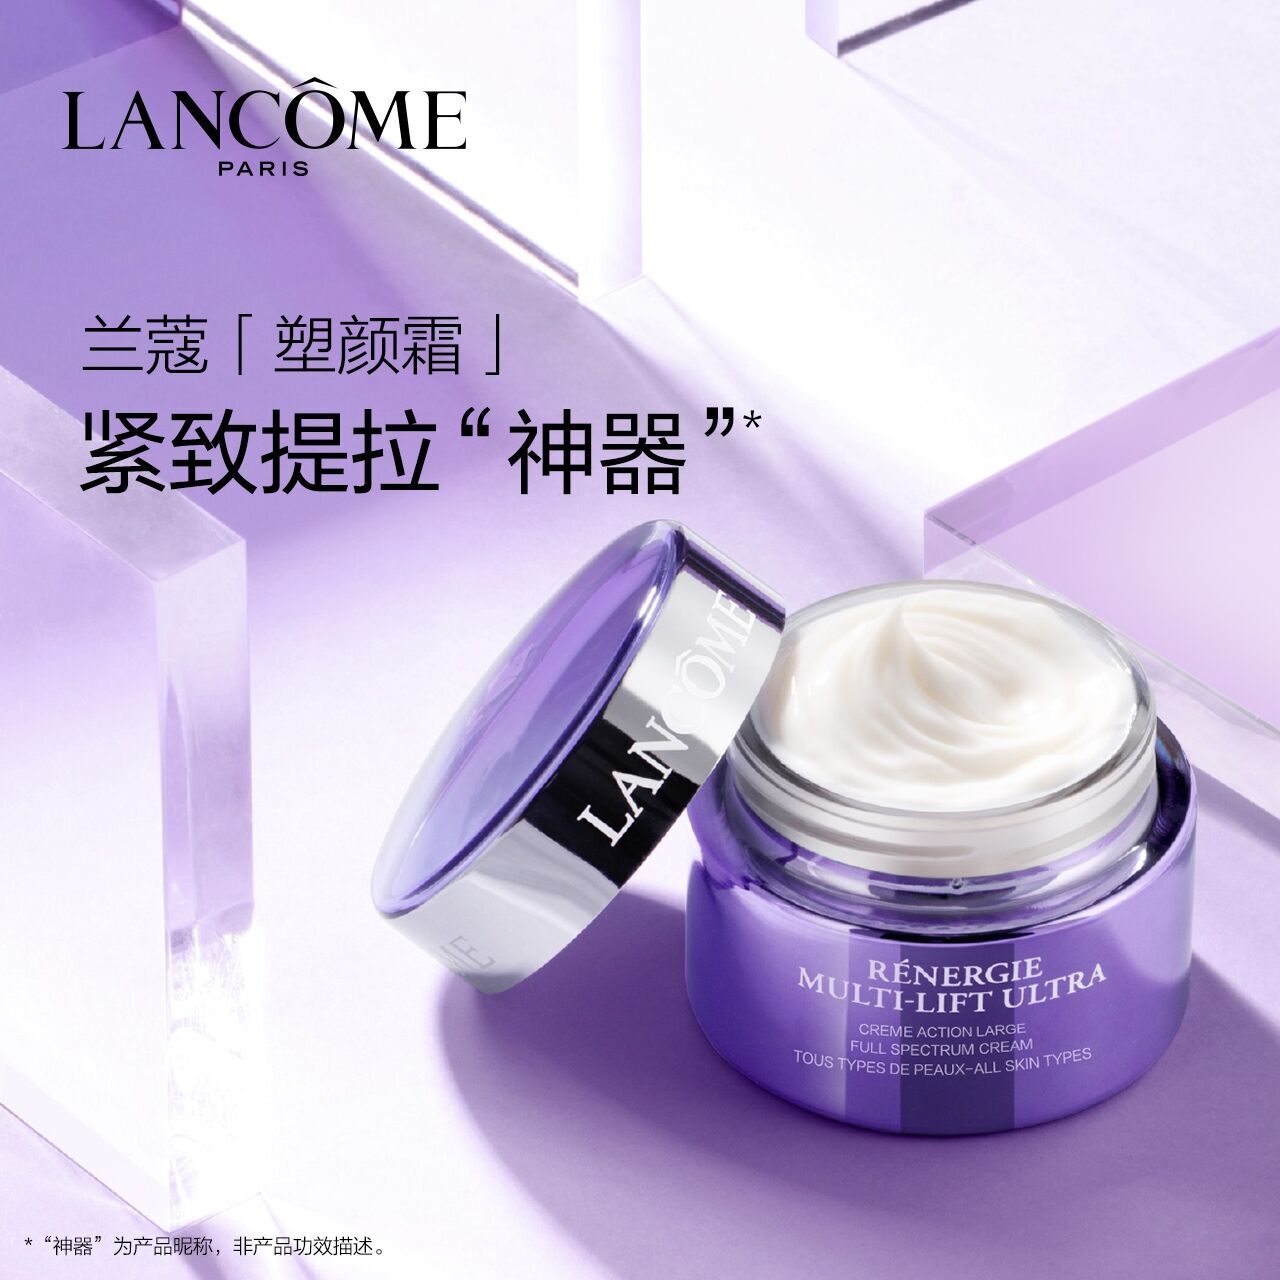 LANCÔME
PARIS
兰蔻「塑颜霜」
紧致提拉“神器”*
LANCÔME
ME
RÉNERGIE
MULTI-LIFT ULTRA
CREME ACTION LARGE
FULL SPECTRUM CREAM
TOUS TYPES DE PEAUX-ALL SKIN TYPES
*“神器”为产品昵称，非产品功效描述。